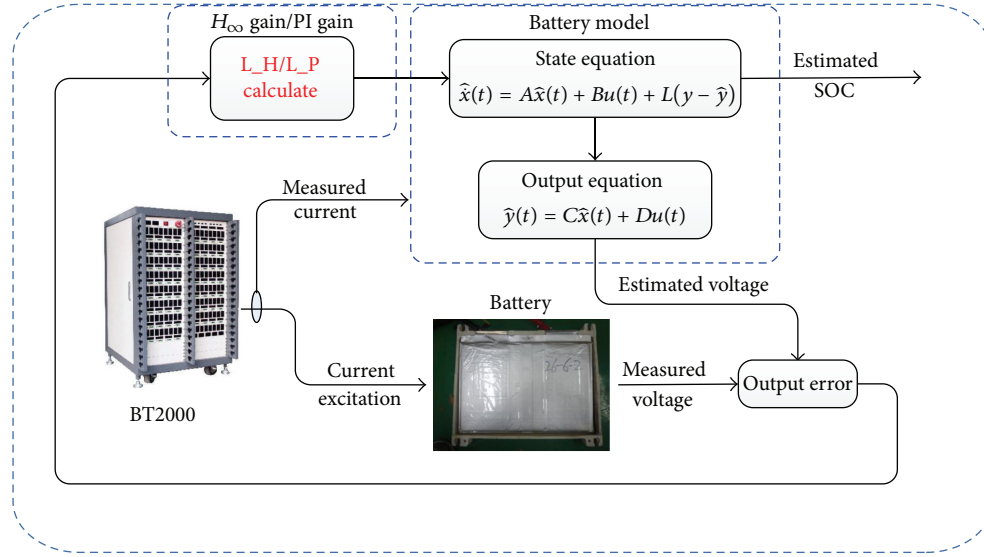 H∞ gain/PI gain
Battery model
L_H/L_P
calculate
State equation
x̂̇(t) = Ax̂(t) + Bu(t) + L(y − ŷ)
Estimated
SOC
Output equation
ŷ(t) = Cx̂(t) + Du(t)
Measured
current
Estimated voltage
Battery
Current
excitation
Measured
voltage
Output error
BT2000